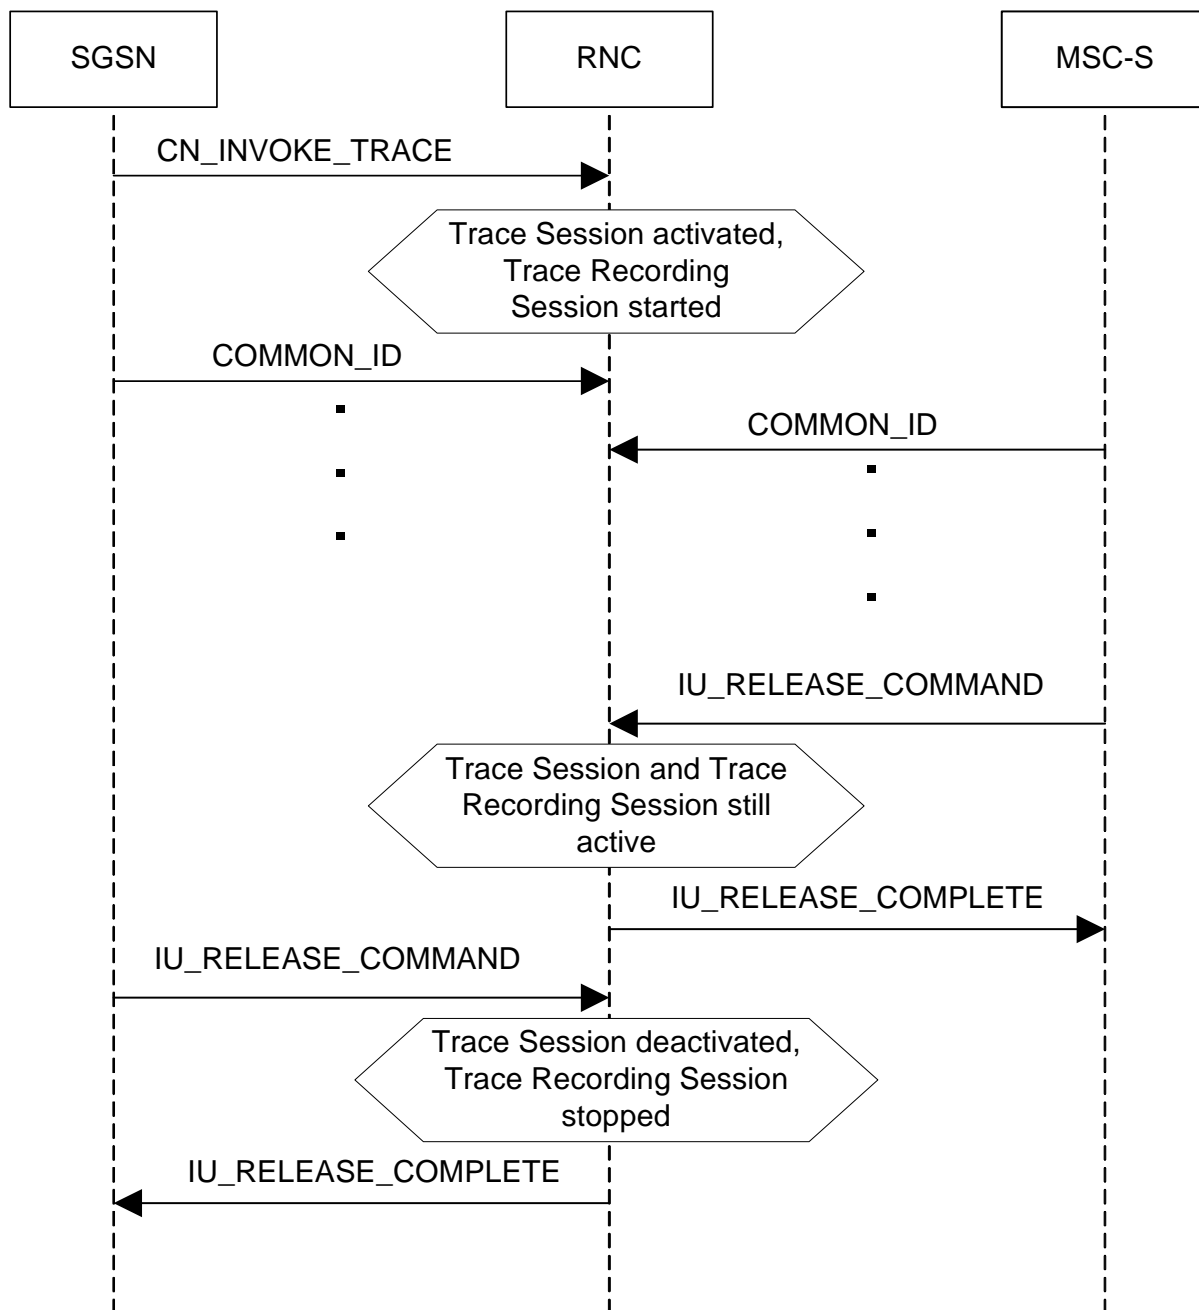 SGSN
RNC
MSC-S
CN_INVOKE_TRACE
Trace Session activated,
Trace Recording
Session started
COMMON_ID
COMMON_ID
IU_RELEASE_COMMAND
Trace Session and Trace
Recording Session still
active
IU_RELEASE_COMPLETE
IU_RELEASE_COMMAND
Trace Session deactivated,
Trace Recording Session
stopped
IU_RELEASE_COMPLETE